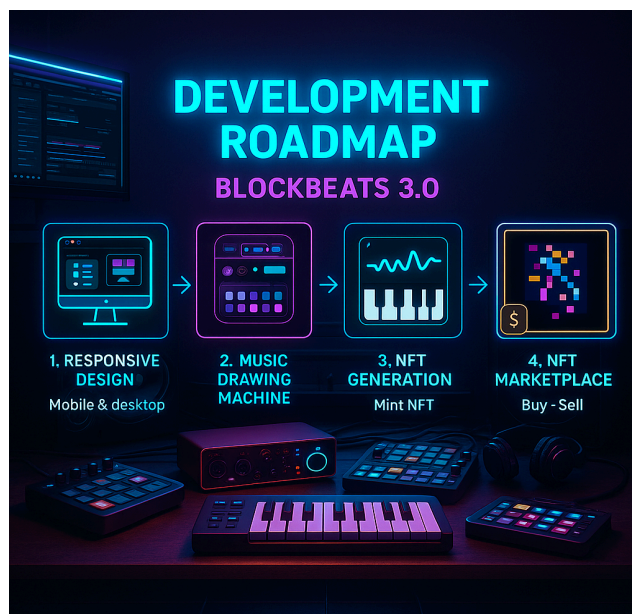 DEVELOPMENT
ROADMAP
BLOCKBEATS 3.0
1, RESPONSIVE
DESIGN
Mobile & desktop
2. MUSIC
DRAWING
MACHINE
3, NFT
GENERATION
Mint NFT
$
4, NFT
MARKETPLACE
Buy - Sell